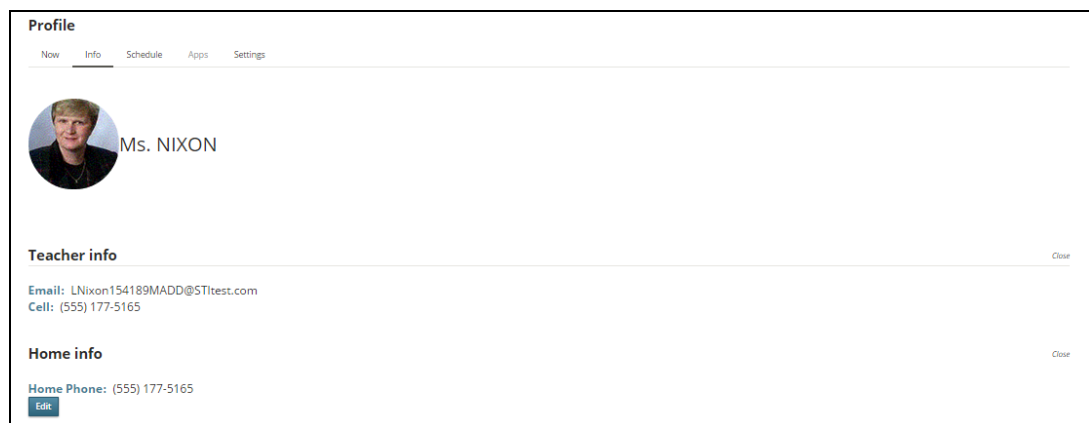 Profile
Now Info Schedule Apps Settings
Ms. NIXON
Teacher info Close
Email: LNixon154189MADD@STItest.com
Cell: (555) 177-5165
Home info Close
Home Phone: (555) 177-5165
Edit